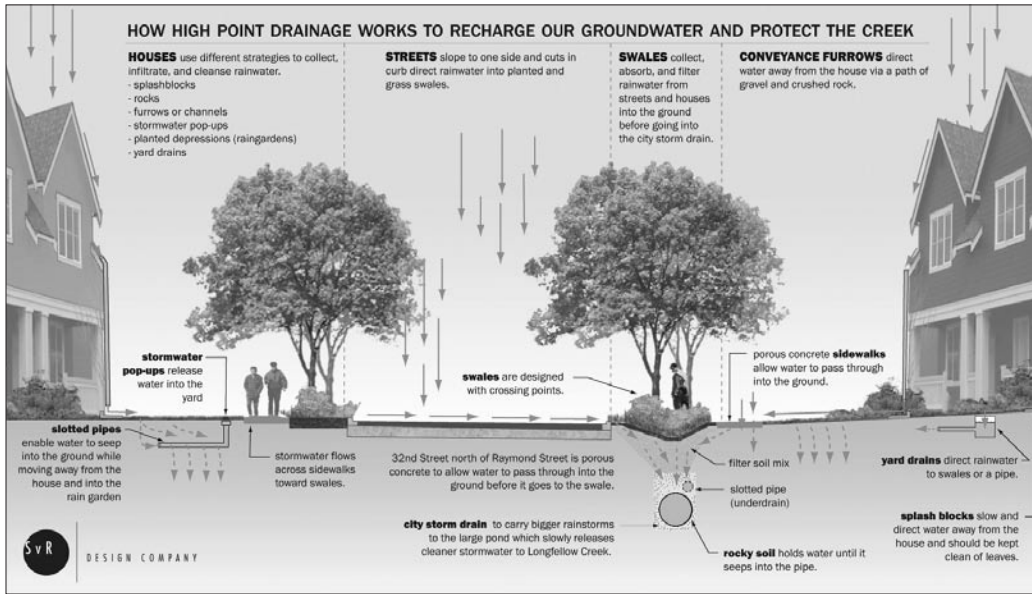 HOW HIGH POINT DRAINAGE WORKS TO RECHARGE OUR GROUNDWATER AND PROTECT THE CREEK
HOUSES use different strategies to collect,
infiltrate, and cleanse rainwater.
- splashblocks
- rocks
- furrows or channels
- stormwater pop-ups
- planted depressions (raingardens)
- yard drains
STREETS slope to one side and cuts in
curb direct rainwater into planted and
grass swales.
SWALES collect,
absorb, and filter
rainwater from
streets and houses
into the ground
before going into
the city storm drain.
CONVEYANCE FURROWS direct
water away from the house via a path of
gravel and crushed rock.
stormwater
pop-ups release
water into the
yard
swales are designed
with crossing points.
porous concrete sidewalks
allow water to pass through
into the ground.
slotted pipes
enable water to seep
into the ground while
moving away from the
house and into the
rain garden
stormwater flows
across sidewalks
toward swales.
32nd Street north of Raymond Street is porous
concrete to allow water to pass through into the
ground before it goes to the swale.
filter soil mix
slotted pipe
(underdrain)
yard drains direct rainwater
to swales or a pipe.
city storm drain to carry bigger rainstorms
to the large pond which slowly releases
cleaner stormwater to Longfellow Creek.
rocky soil holds water until it
seeps into the pipe.
splash blocks slow and
direct water away from the
house and should be kept
clean of leaves.
SvR
DESIGN COMPANY